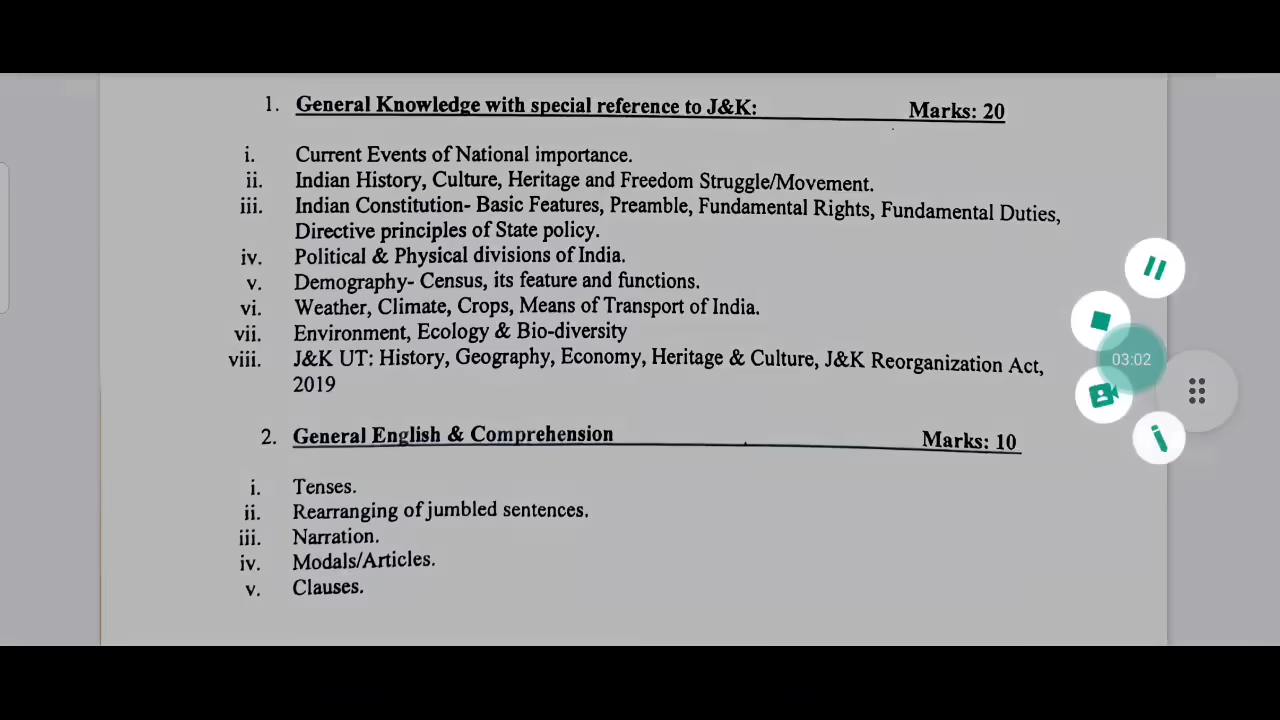 1. General Knowledge with special reference to J&K: Marks: 20
i. Current Events of National importance.
ii. Indian History, Culture, Heritage and Freedom Struggle/Movement.
iii. Indian Constitution- Basic Features, Preamble, Fundamental Rights, Fundamental Duties,
Directive principles of State policy.
iv. Political & Physical divisions of India.
v. Demography- Census, its feature and functions.
vi. Weather, Climate, Crops, Means of Transport of India.
vii. Environment, Ecology & Bio-diversity
viii. J&K UT: History, Geography, Economy, Heritage & Culture, J&K Reorganization Act,
2019
03:02
2. General English & Comprehension Marks: 10
i. Tenses.
ii. Rearranging of jumbled sentences.
iii. Narration.
iv. Modals/Articles.
v. Clauses.